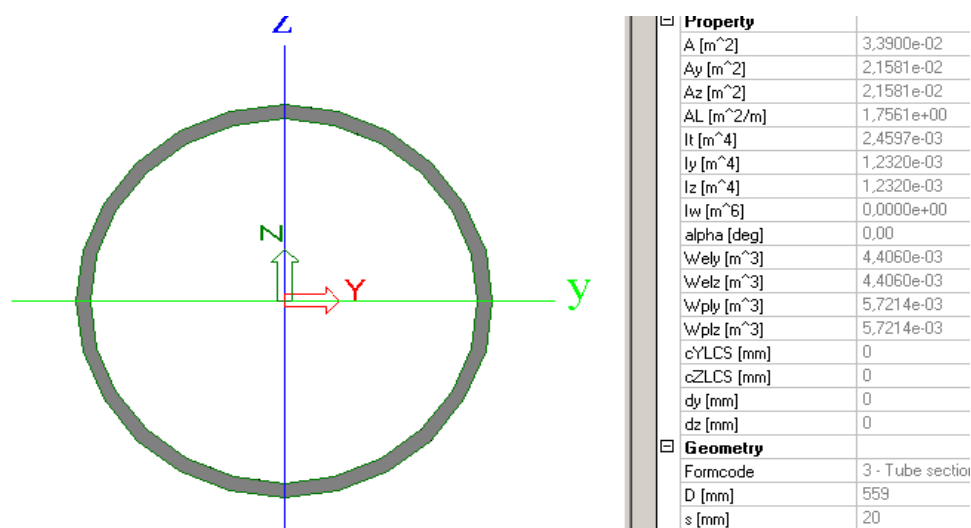 Z
N
Y
y
Property
A [m^2] 3,3900e-02
Ay [m^2] 2,1581e-02
Az [m^2] 2,1581e-02
AL [m^2/m] 1,7561e+00
It [m^4] 2,4597e-03
Iy [m^4] 1,2320e-03
Iz [m^4] 1,2320e-03
Iw [m^6] 0,0000e+00
alpha [deg] 0,00
Wely [m^3] 4,4060e-03
Welz [m^3] 4,4060e-03
Wply [m^3] 5,7214e-03
Wplz [m^3] 5,7214e-03
cYLCS [mm] 0
cZLCS [mm] 0
dy [mm] 0
dz [mm] 0
Geometry
Formcode 3 - Tube section
D [mm] 559
s [mm] 20